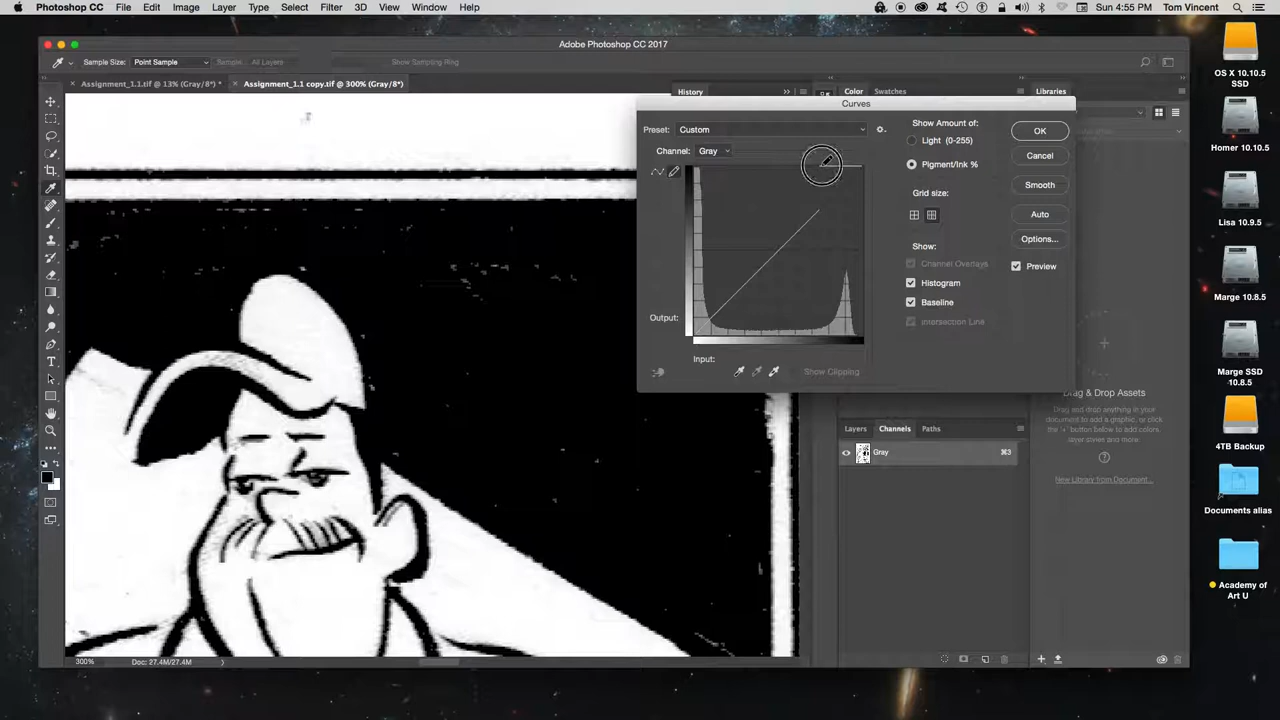 Photoshop CC File Edit Image Layer Type Select Filter 3D View Window Help Sun 4:55 PM Tom Vincent
Adobe Photoshop CC 2017
Sample Size: Point Sample Sample: All Layers Show Sampling Ring
× Assignment_1.1.tif @ 13% (Gray/8*) * × Assignment_1.1 copy.tif @ 300% (Gray/8*)
History Color Swatches Libraries
Curves
Preset: Custom
Channel: Gray
Output:
Input:
Show Clipping
Show Amount of:
Light (0-255)
Pigment/Ink %
Grid size:
Show:
Channel Overlays
Histogram
Baseline
Intersection Line
OK
Cancel
Smooth
Auto
Options...
Preview
Layers Channels Paths
Gray ⌘3
Drag & Drop Assets
Drag and drop anything in your
document to add a graphic, or click
the '+' button below to add colors,
layer styles and more.
New Library from Document...
300% Doc: 27.4M/27.4M
OS X 10.10.5
SSD
Homer 10.10.5
Lisa 10.9.5
Marge 10.8.5
Marge SSD
10.8.5
4TB Backup
Documents alias
Academy of
Art U